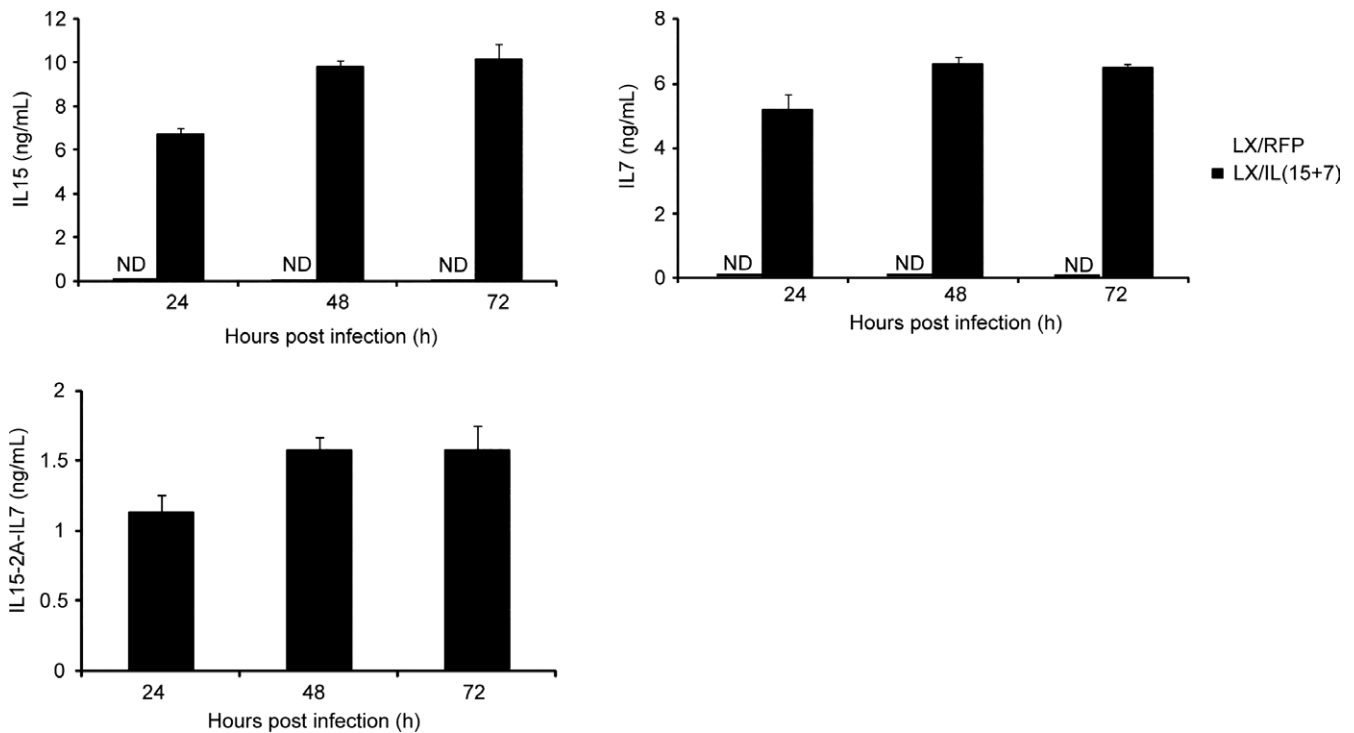 12
10
8
6
4
2
0
IL15 (ng/mL)
ND
ND
ND
24
48
72
Hours post infection (h)
8
6
4
2
0
IL7 (ng/mL)
ND
ND
ND
24
48
72
Hours post infection (h)
LX/RFP
LX/IL(15+7)
2
1.5
1
0.5
0
IL15-2A-IL7 (ng/mL)
24
48
72
Hours post infection (h)